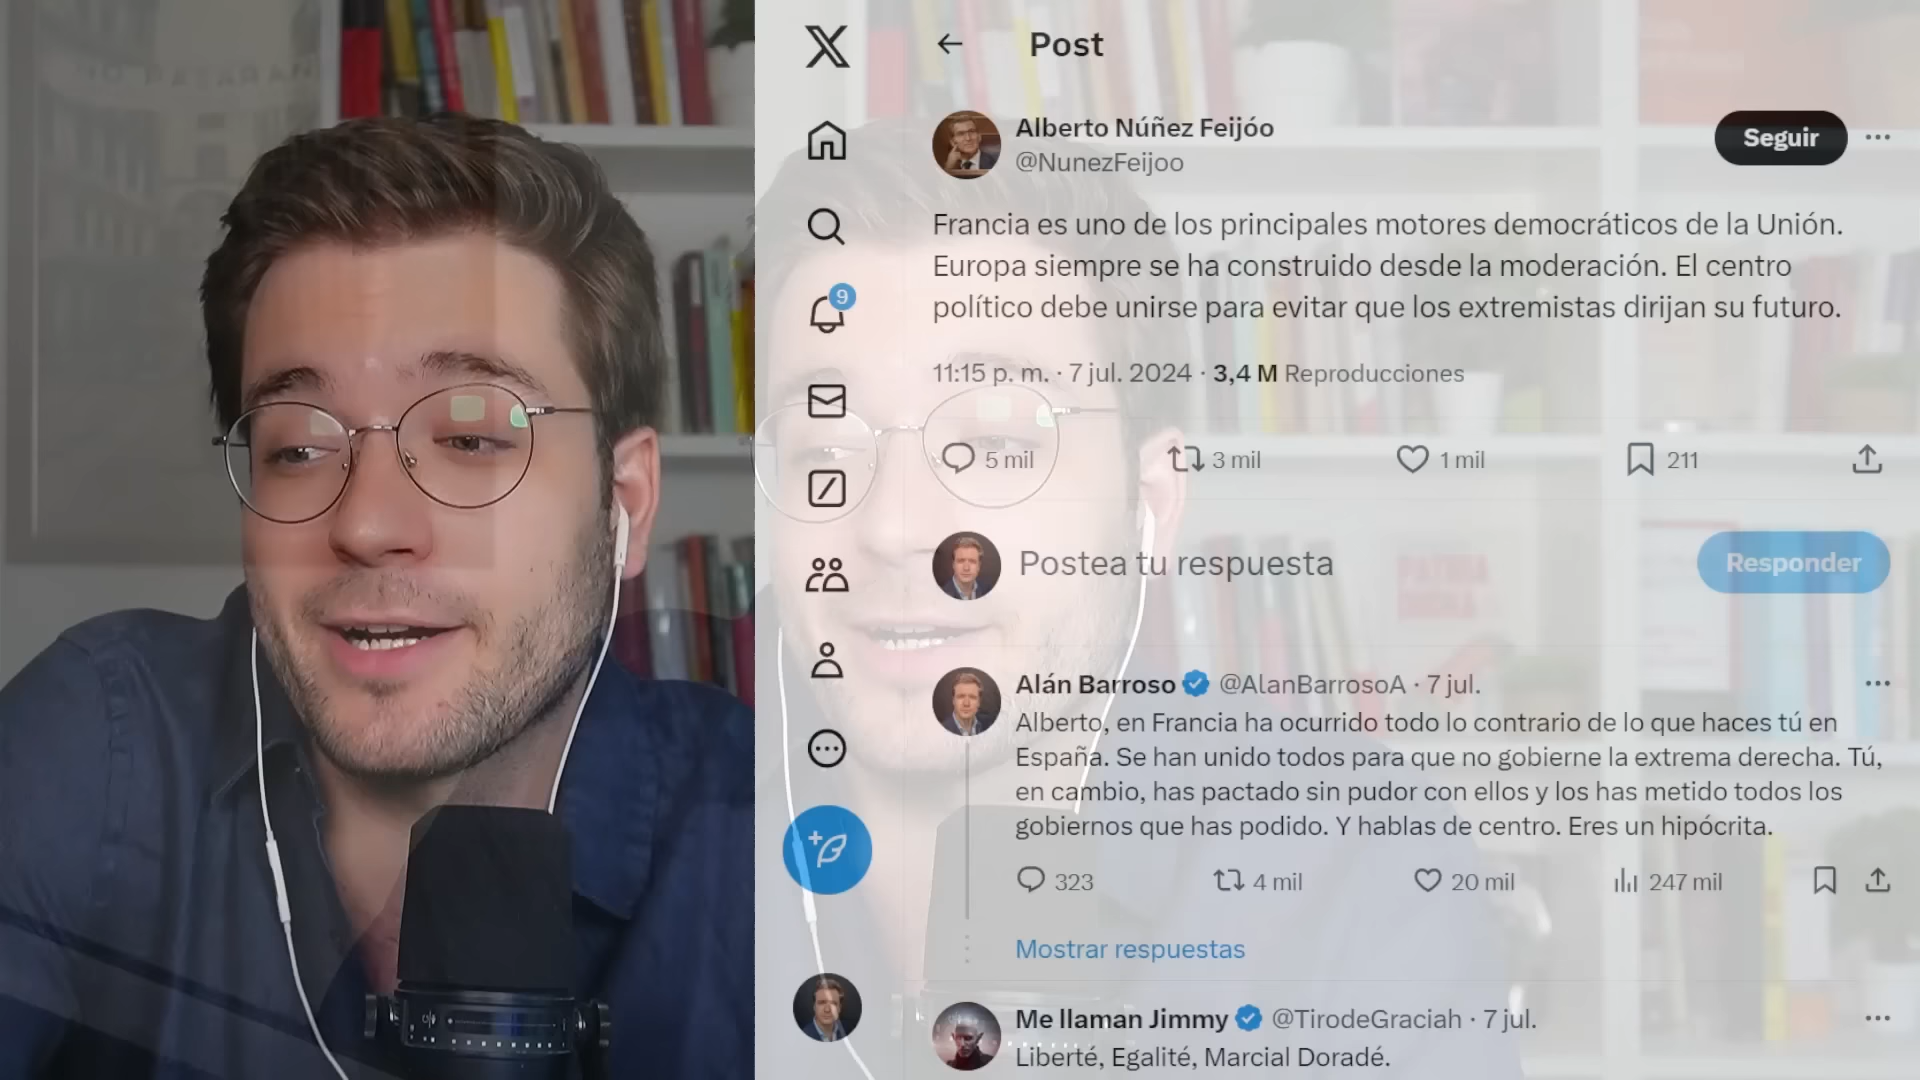 Post
Alberto Núñez Feijóo
@NunezFeijoo
Seguir
Francia es uno de los principales motores democráticos de la Unión.
Europa siempre se ha construido desde la moderación. El centro
político debe unirse para evitar que los extremistas dirijan su futuro.
11:15 p. m. · 7 jul. 2024 · 3,4 M Reproducciones
9
5 mil 3 mil 1 mil 211
Postea tu respuesta
Responder
Alán Barroso @AlanBarrosoA · 7 jul.
Alberto, en Francia ha ocurrido todo lo contrario de lo que haces tú en
España. Se han unido todos para que no gobierne la extrema derecha. Tú,
en cambio, has pactado sin pudor con ellos y los has metido todos los
gobiernos que has podido. Y hablas de centro. Eres un hipócrita.
323 4 mil 20 mil 247 mil
Mostrar respuestas
Me llaman Jimmy @TirodeGraciah · 7 jul.
Liberté, Egalité, Marcial Doradé.